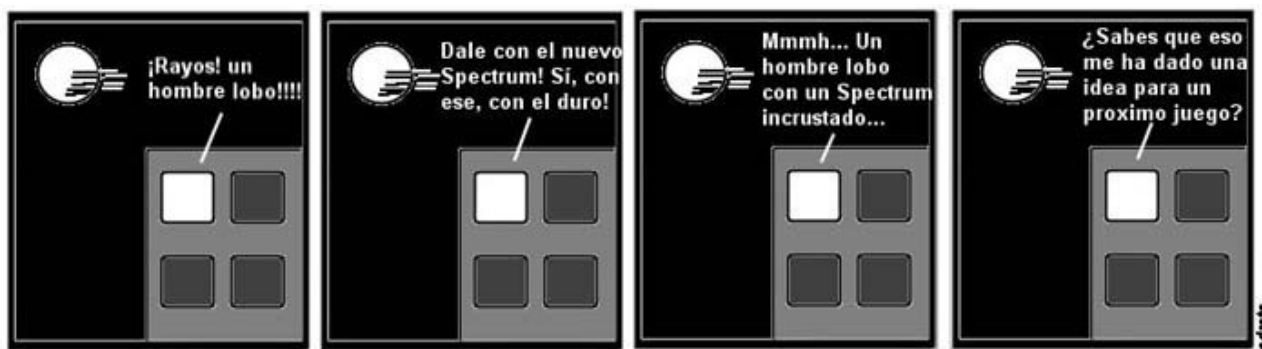 ¡Rayos! un
hombre lobo!!!!
Dale con el nuevo
Spectrum! Sí, con
ese, con el duro!
Mmmh... Un
hombre lobo
con un Spectrum
incrustado...
¿Sabes que eso
me ha dado una
idea para un
proximo juego?